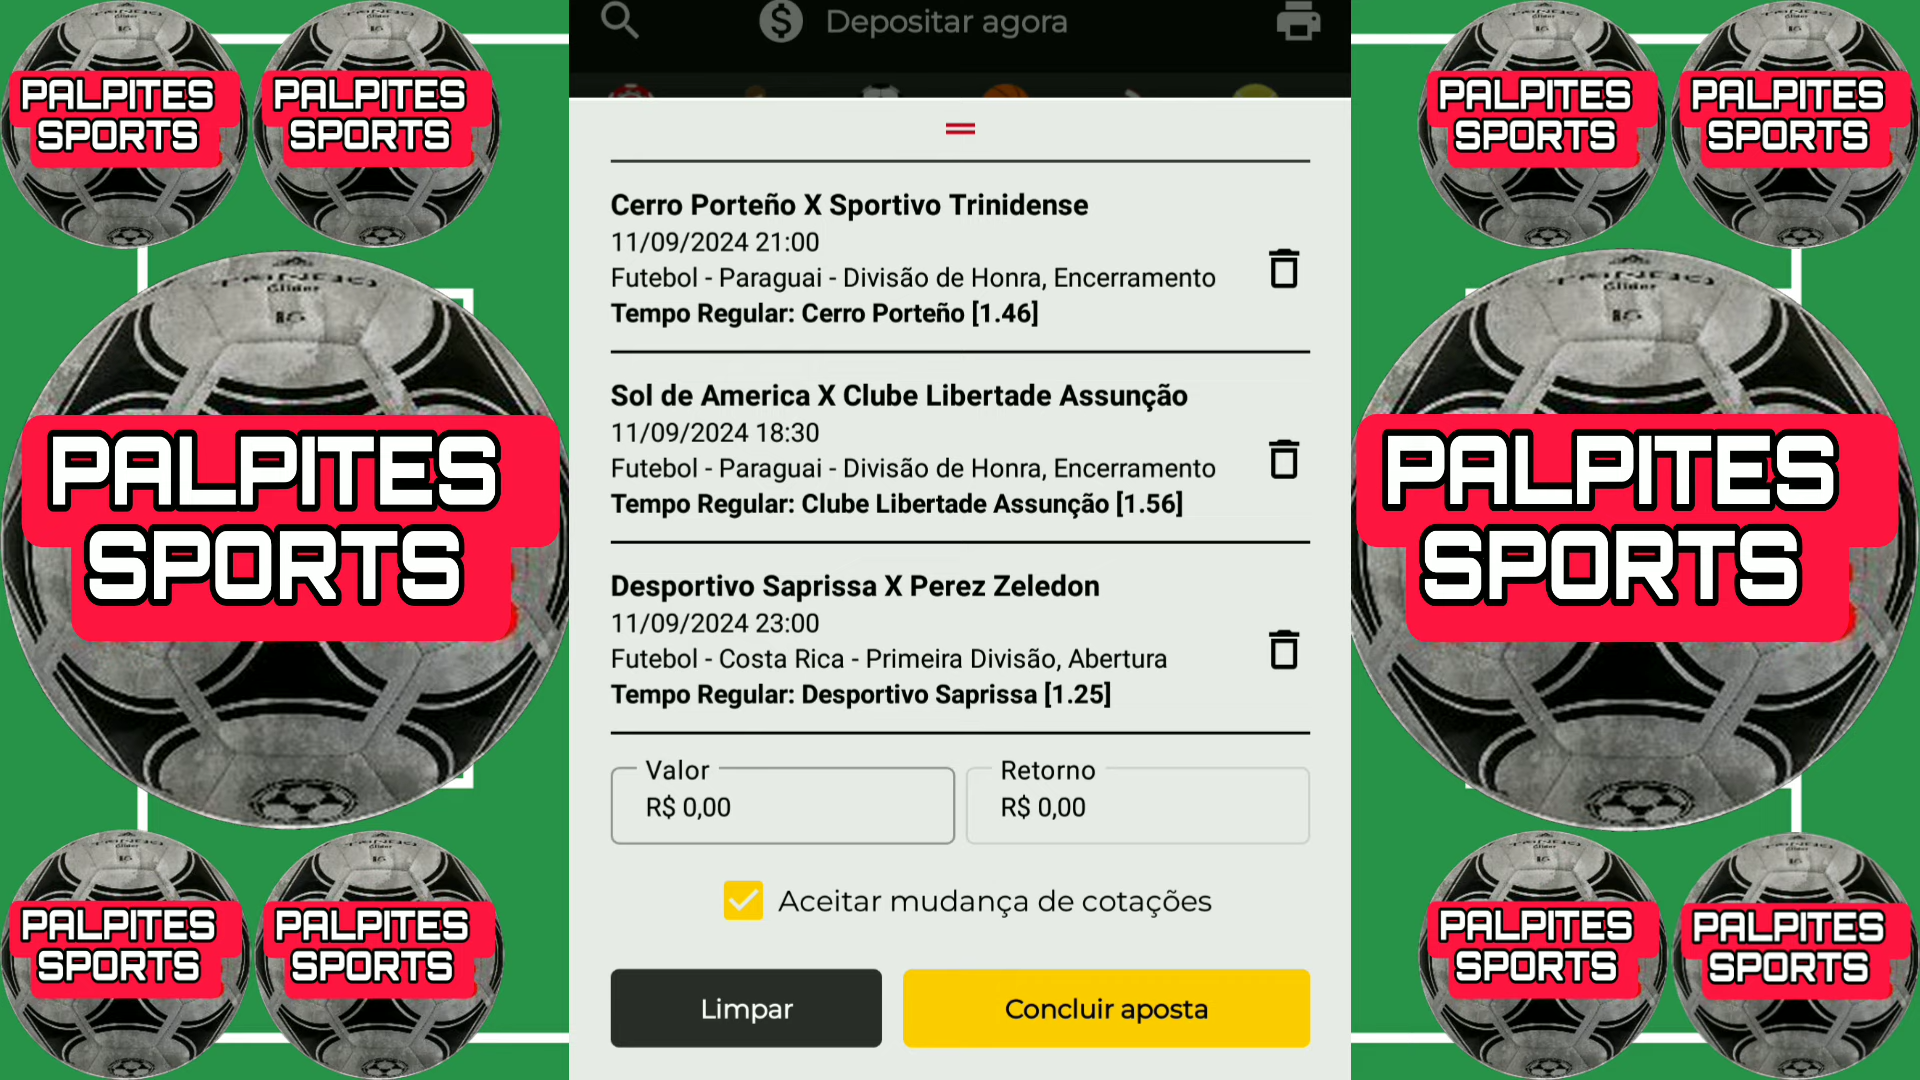 Depositar agora
PALPITES
SPORTS
PALPITES
SPORTS
PALPITES
SPORTS
PALPITES
SPORTS
Cerro Porteño X Sportivo Trinidense
11/09/2024 21:00
Futebol - Paraguai - Divisão de Honra, Encerramento
Tempo Regular: Cerro Porteño [1.46]
Sol de America X Clube Libertade Assunção
11/09/2024 18:30
Futebol - Paraguai - Divisão de Honra, Encerramento
Tempo Regular: Clube Libertade Assunção [1.56]
PALPITES
SPORTS
PALPITES
SPORTS
Desportivo Saprissa X Perez Zeledon
11/09/2024 23:00
Futebol - Costa Rica - Primeira Divisão, Abertura
Tempo Regular: Desportivo Saprissa [1.25]
Valor
R$ 0,00
Retorno
R$ 0,00
Aceitar mudança de cotações
Limpar
Concluir aposta
PALPITES
SPORTS
PALPITES
SPORTS
PALPITES
SPORTS
PALPITES
SPORTS